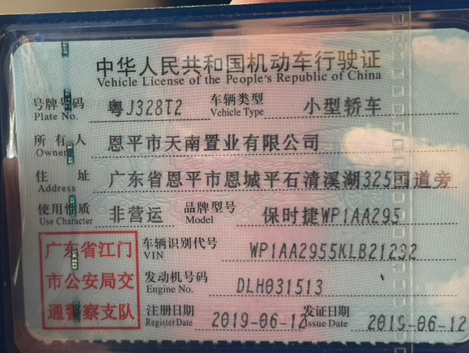 中华人民共和国机动车行驶证
Vehicle License of the People's Republic of China
号牌号码 粤J328T2 车辆类型 小型轿车
Plate No. Vehicle Type
所有人 恩平市天南置业有限公司
Owner
住址 广东省恩平市恩城平石清溪湖325国道旁
Address
使用性质 非营运 品牌型号 保时捷WP1AA295
Use Character Model
广东省江门
市公安局交
通警察支队
车辆识别代号 WP1AA2955KLB21232
VIN
发动机号码 DLH031513
Engine No.
注册日期 2019-06-12 发证日期 2019-06-12
Register Date Issue Date